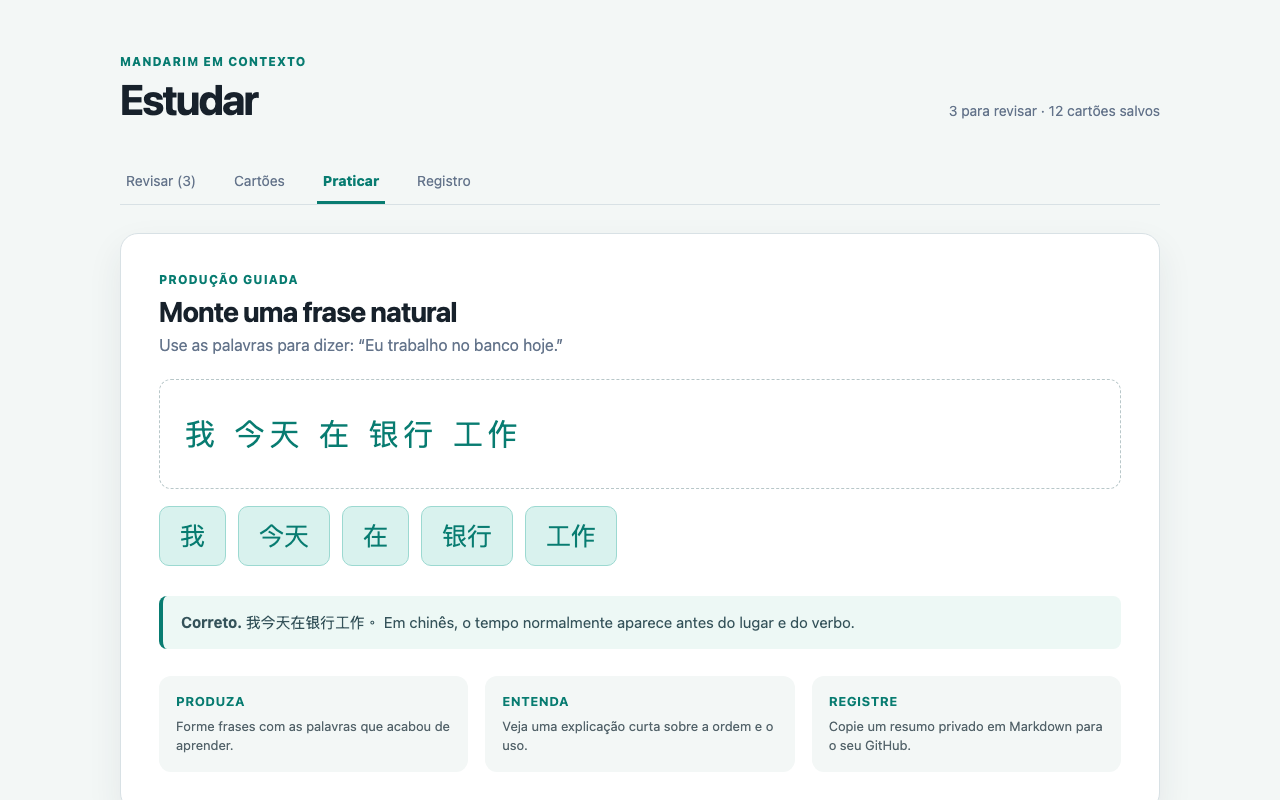 MANDARIM EM CONTEXTO
Estudar
3 para revisar · 12 cartões salvos
Revisar (3) Cartões Praticar Registro
PRODUÇÃO GUIADA
Monte uma frase natural
Use as palavras para dizer: “Eu trabalho no banco hoje.”
我 今天 在 银行 工作
我 今天 在 银行 工作
Correto. 我今天在银行工作。 Em chinês, o tempo normalmente aparece antes do lugar e do verbo.
PRODUZA
Forme frases com as palavras que acabou de
aprender.
ENTENDA
Veja uma explicação curta sobre a ordem e o
uso.
REGISTRE
Copie um resumo privado em Markdown para
o seu GitHub.